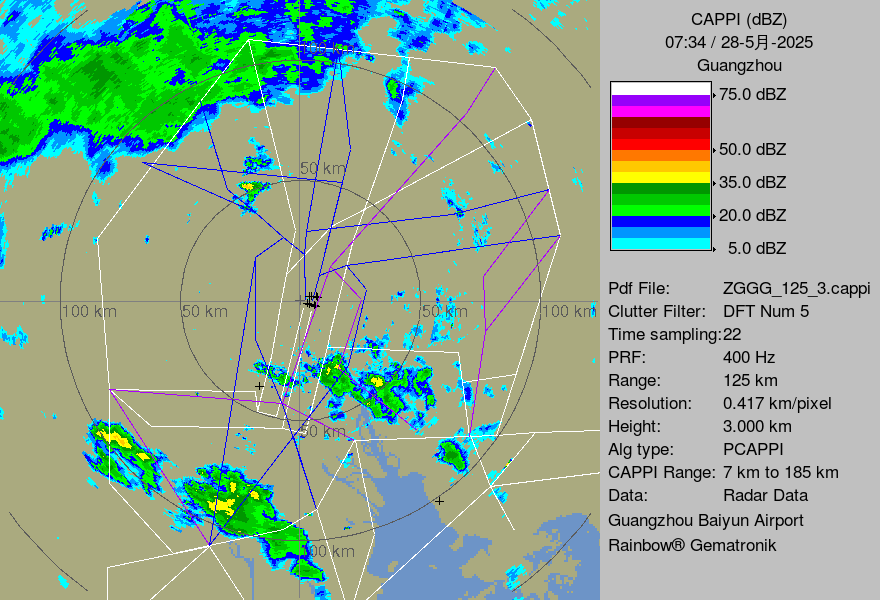 CAPPI (dBZ)
07:34 / 28-5月-2025
Guangzhou
75.0 dBZ
50.0 dBZ
35.0 dBZ
20.0 dBZ
5.0 dBZ
Pdf File: ZGGG_125_3.cappi
Clutter Filter: DFT Num 5
Time sampling:22
PRF: 400 Hz
Range: 125 km
Resolution: 0.417 km/pixel
Height: 3.000 km
Alg type: PCAPPI
CAPPI Range: 7 km to 185 km
Data: Radar Data
Guangzhou Baiyun Airport
Rainbow® Gematronik
50 km
100 km
50 km
50 km
100 km
50 km
100 km